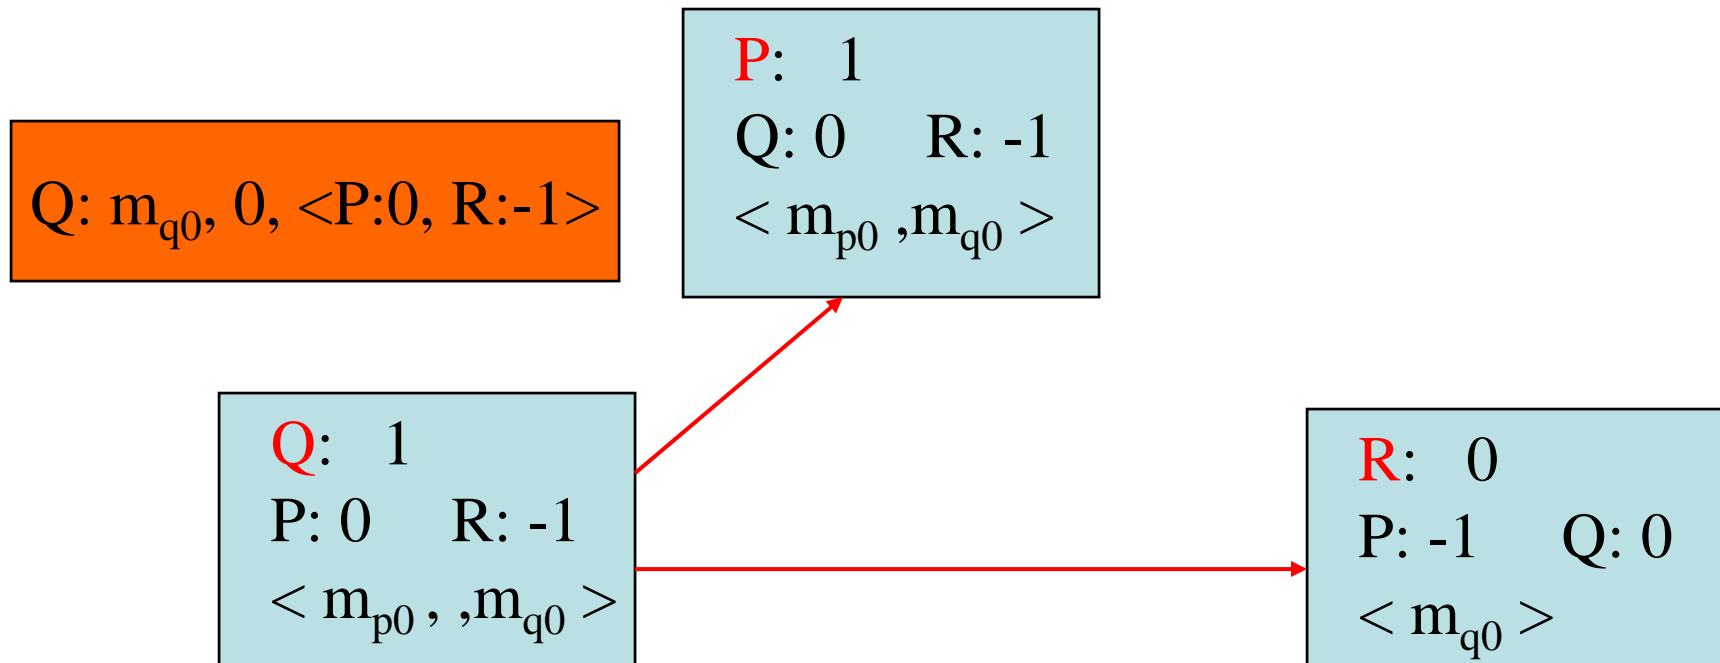 P: 1
Q: 0 R: -1
< mp0 ,mq0 >
Q: mq0, 0, <P:0, R:-1>
Q: 1
P: 0 R: -1
< mp0 , ,mq0 >
R: 0
P: -1 Q: 0
< mq0 >